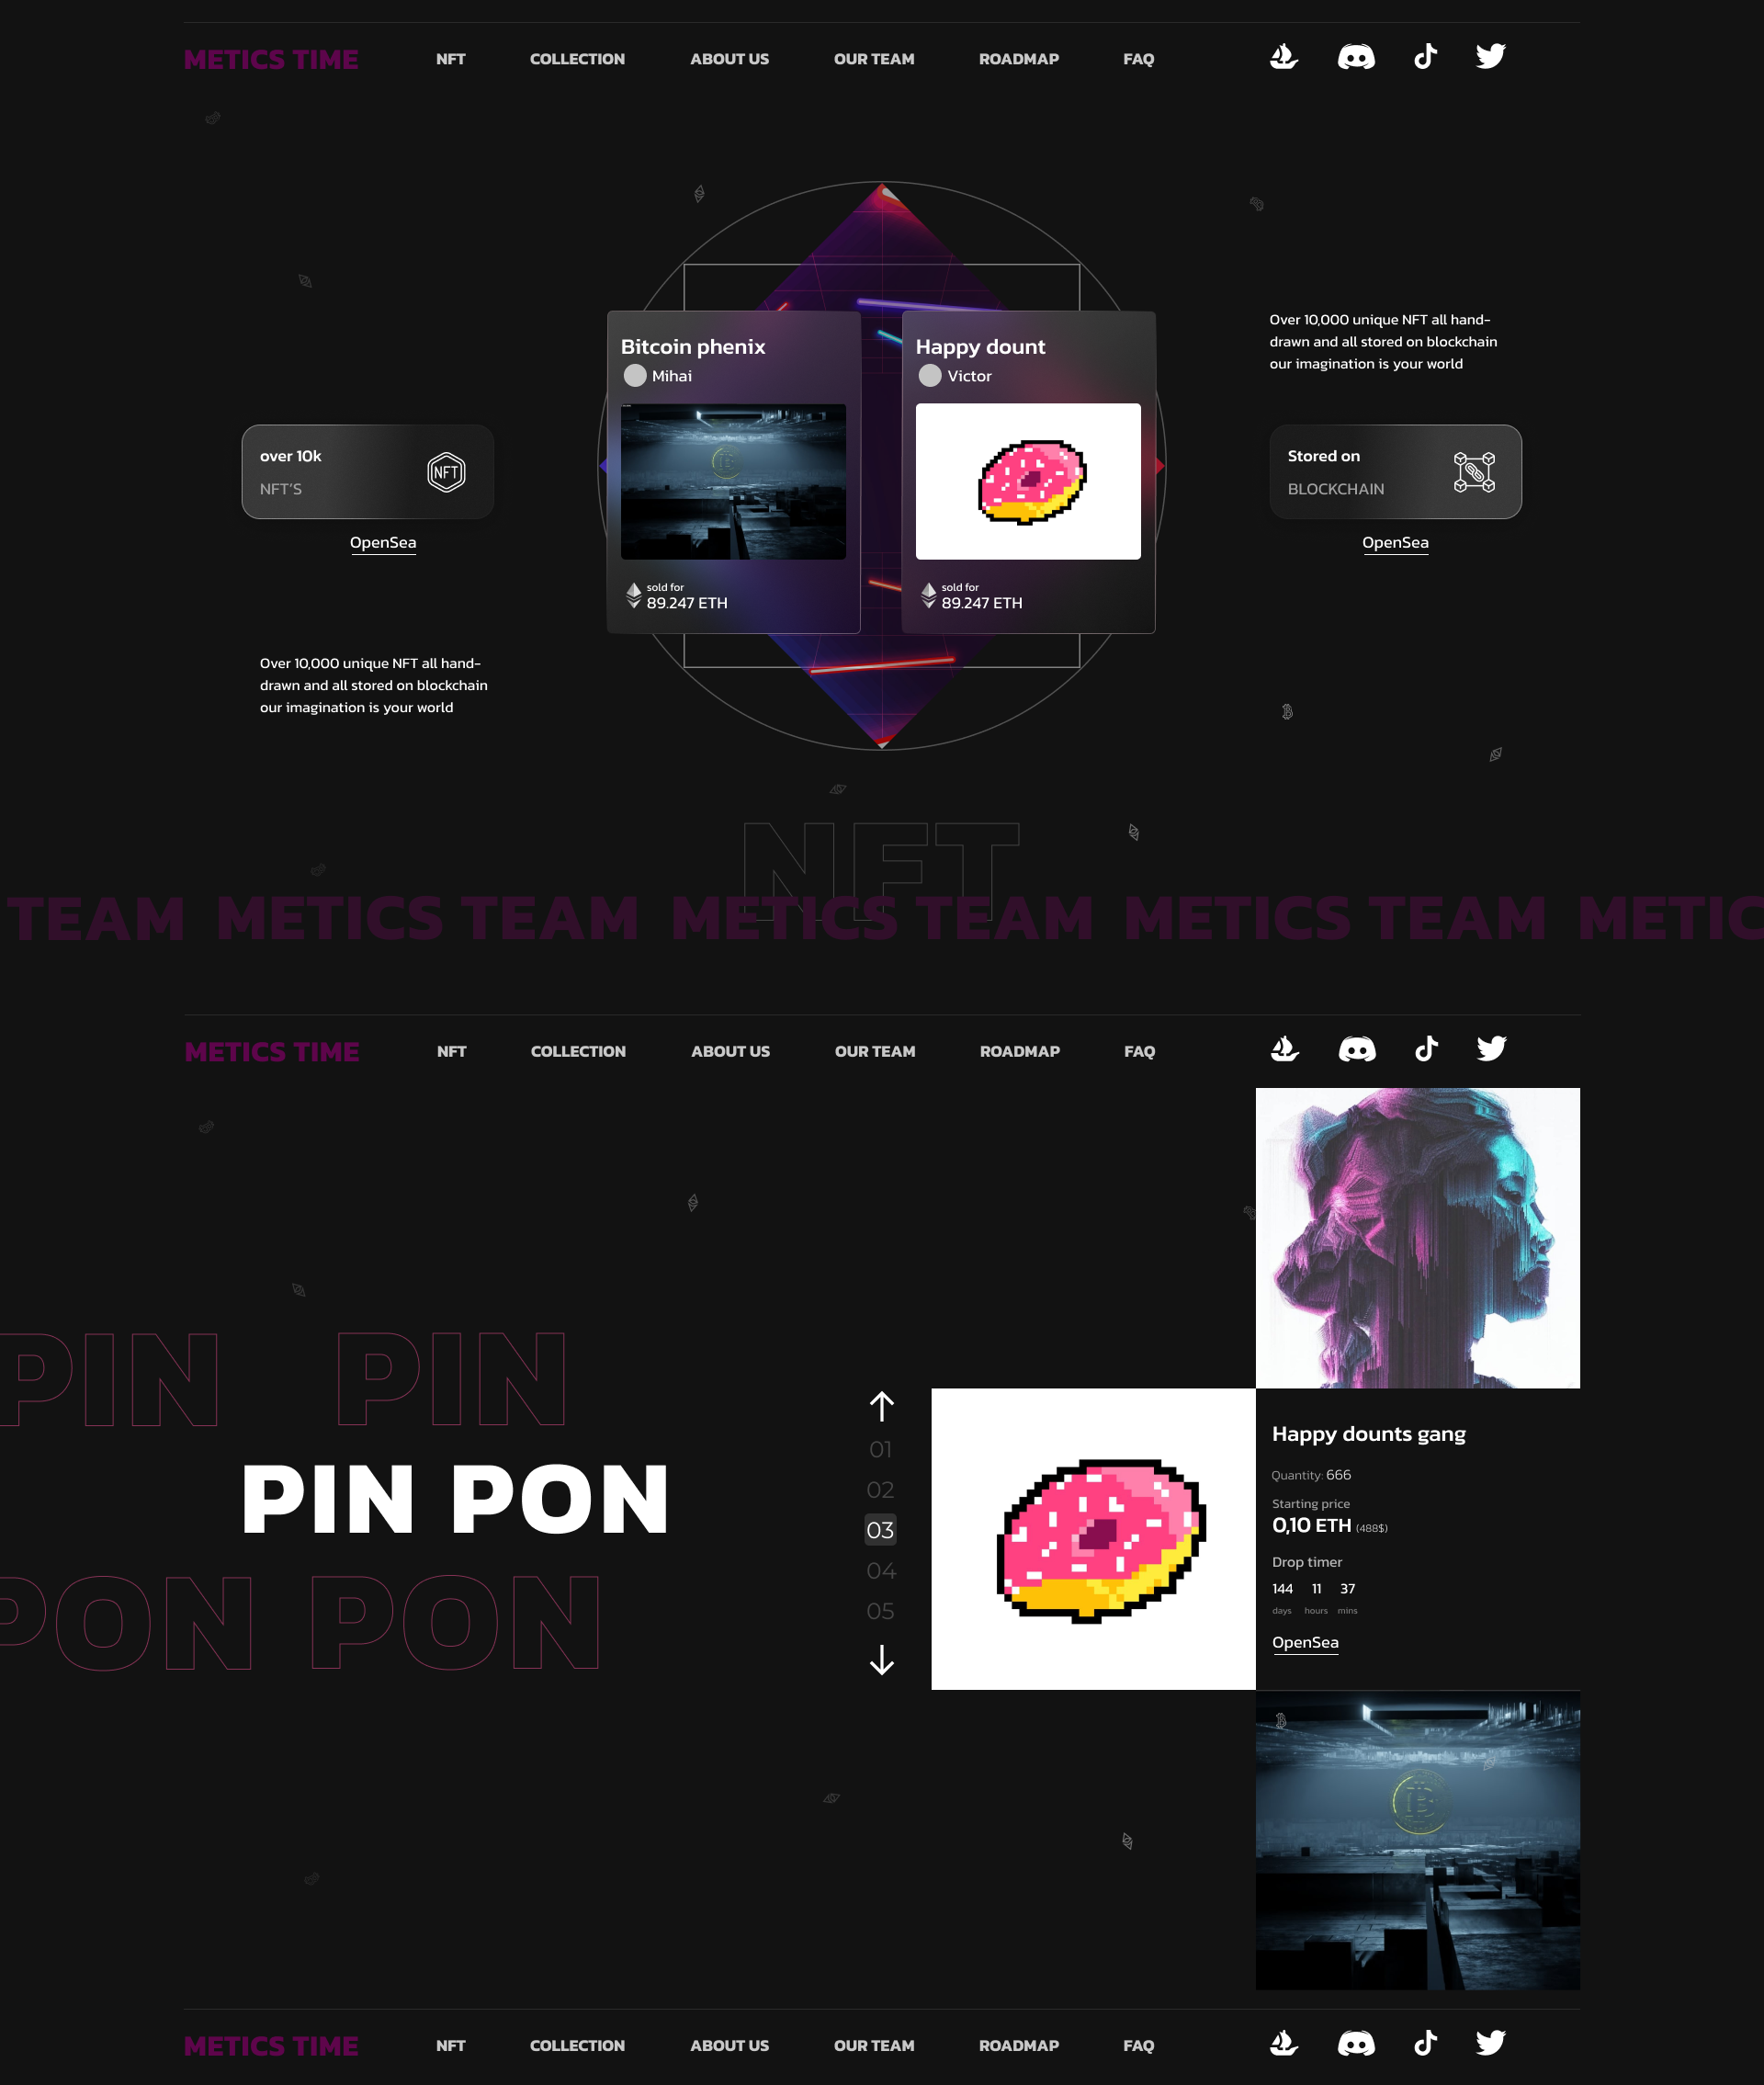 METICS TIME NFT COLLECTION ABOUT US OUR TEAM ROADMAP FAQ
Over 10,000 unique NFT all hand-
drawn and all stored on blockchain
our imagination is your world
Bitcoin phenix
Mihai
Happy dount
Victor
over 10k
NFT
NFT'S
OpenSea
Stored on
BLOCKCHAIN
OpenSea
sold for
89.247 ETH
sold for
89.247 ETH
Over 10,000 unique NFT all hand-
drawn and all stored on blockchain
our imagination is your world
NFT
TEAM METICS TEAM METICS TEAM METICS TEAM METIC
METICS TIME NFT COLLECTION ABOUT US OUR TEAM ROADMAP FAQ
PIN PIN
PIN PON
PON PON
01
02
03
04
05
Happy dounts gang
Quantity: 666
Starting price
0,10 ETH (488$)
Drop timer
144 11 37
days hours mins
OpenSea
METICS TIME NFT COLLECTION ABOUT US OUR TEAM ROADMAP FAQ